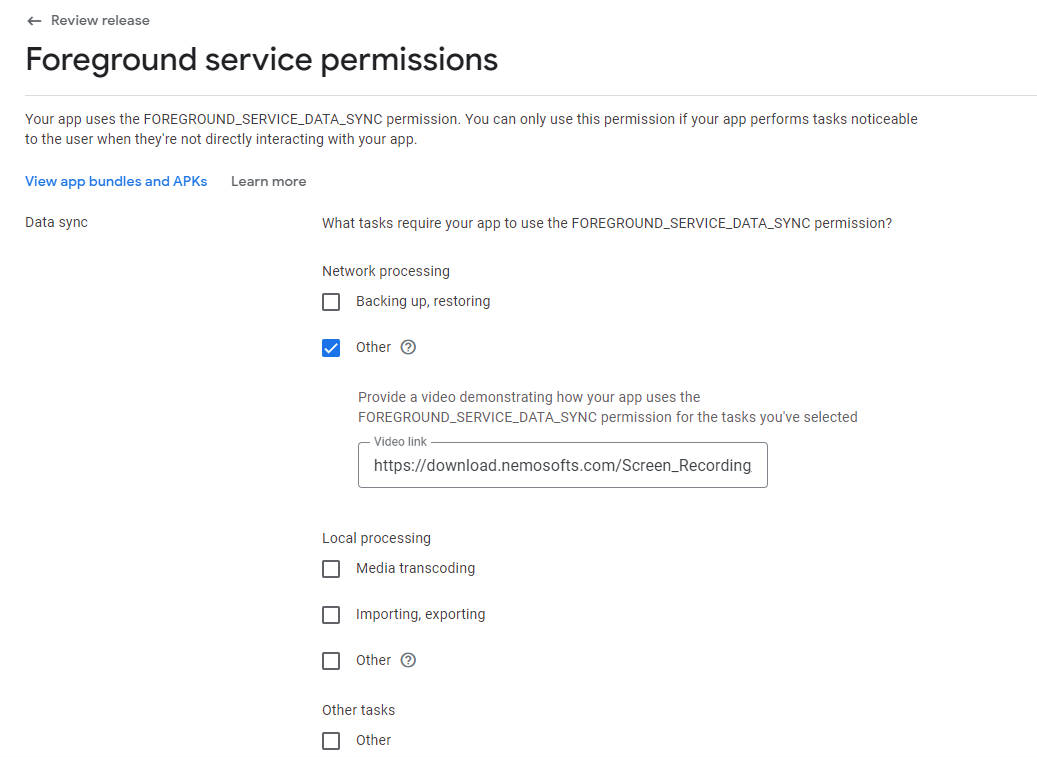 Review release
Foreground service permissions
Your app uses the FOREGROUND_SERVICE_DATA_SYNC permission. You can only use this permission if your app performs tasks noticeable
to the user when they're not directly interacting with your app.
View app bundles and APKs Learn more
Data sync
What tasks require your app to use the FOREGROUND_SERVICE_DATA_SYNC permission?
Network processing
Backing up, restoring
Other
Provide a video demonstrating how your app uses the
FOREGROUND_SERVICE_DATA_SYNC permission for the tasks you've selected
Video link
https://download.nemosofts.com/Screen_Recording
Local processing
Media transcoding
Importing, exporting
Other
Other tasks
Other